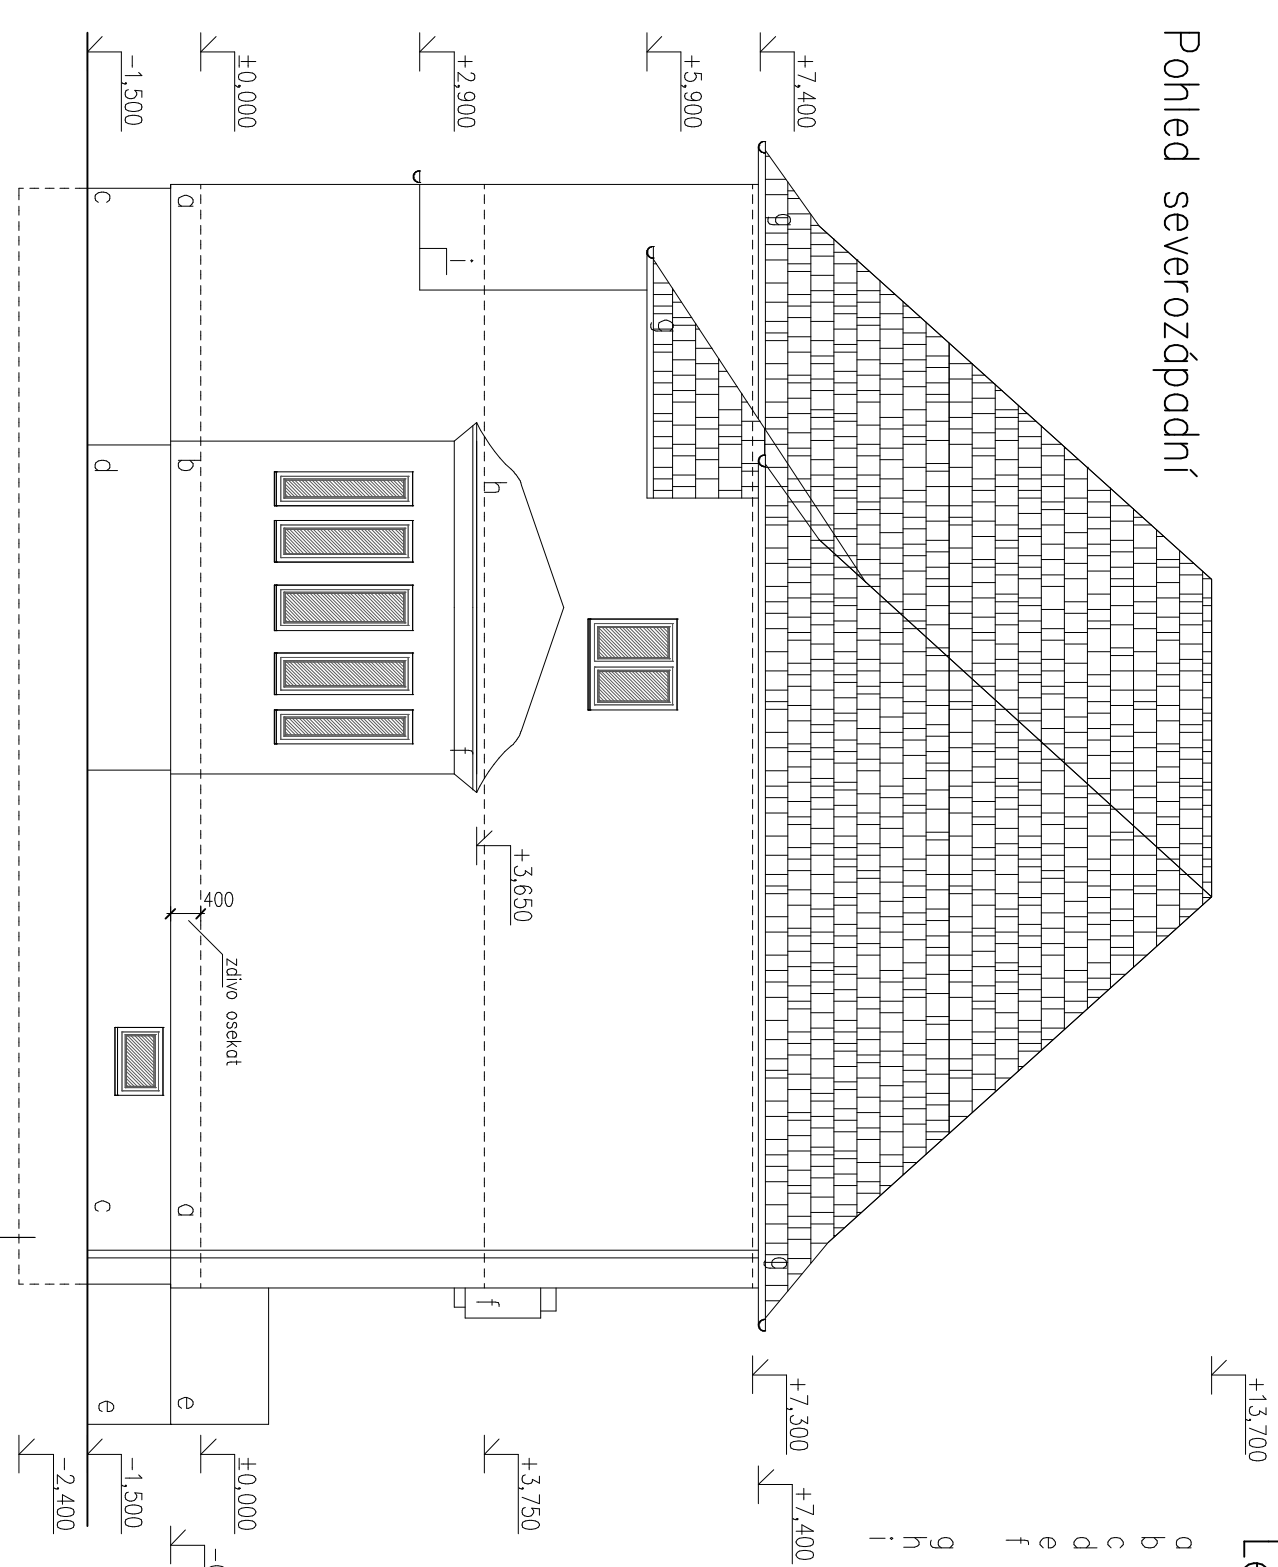 Pohled severozápadní
+13,700
+7,400
+7,300
+7,400
+5,900
+2,900
+3,650
+3,750
±0,000
±0,000
-1,500
-1,500
-2,400
400
zdivo osekat
g
g
g
i
h
f
f
a
b
a
e
c
d
c
e
a
b
c
d
e
f
g
h
i